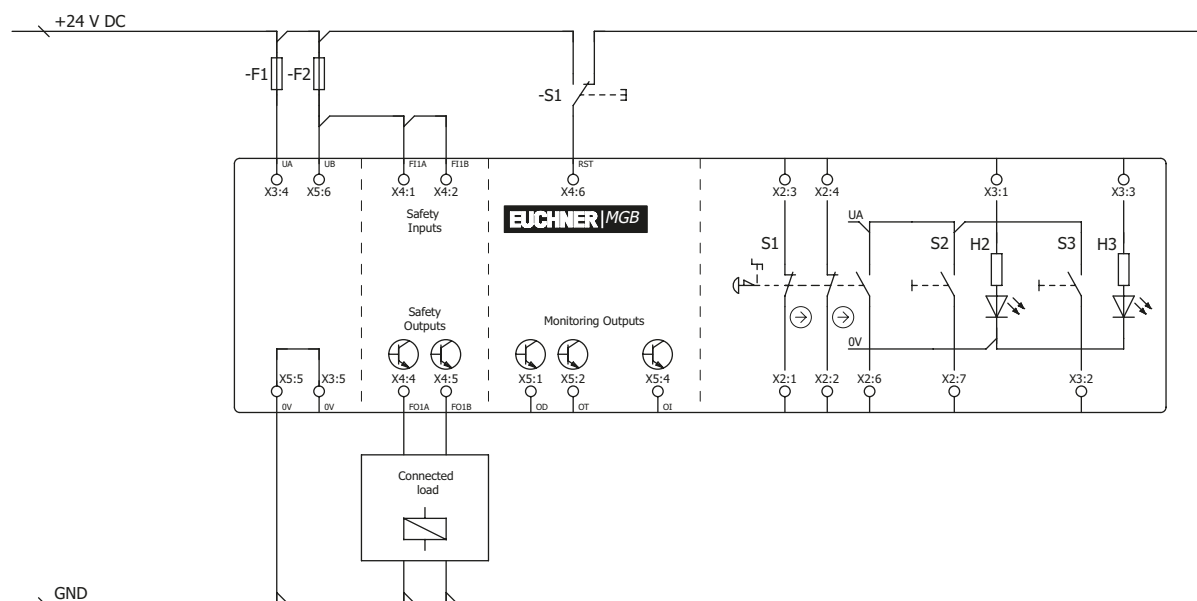 +24 V DC
-F1
-F2
-S1
UA
UB
FI1A
FI1B
RST
X3:4
X5:6
X4:1
X4:2
X4:6
X2:3
X2:4
X3:1
X3:3
Safety
Inputs
EUCHNER|MGB
UA
S1
S2
H2
S3
H3
Safety
Outputs
Monitoring Outputs
0V
X5:5
X3:5
X4:4
X4:5
X5:1
X5:2
X5:4
X2:1
X2:2
X2:6
X2:7
X3:2
0V
0V
FO1A
FO1B
OD
OT
OI
Connected
load
GND